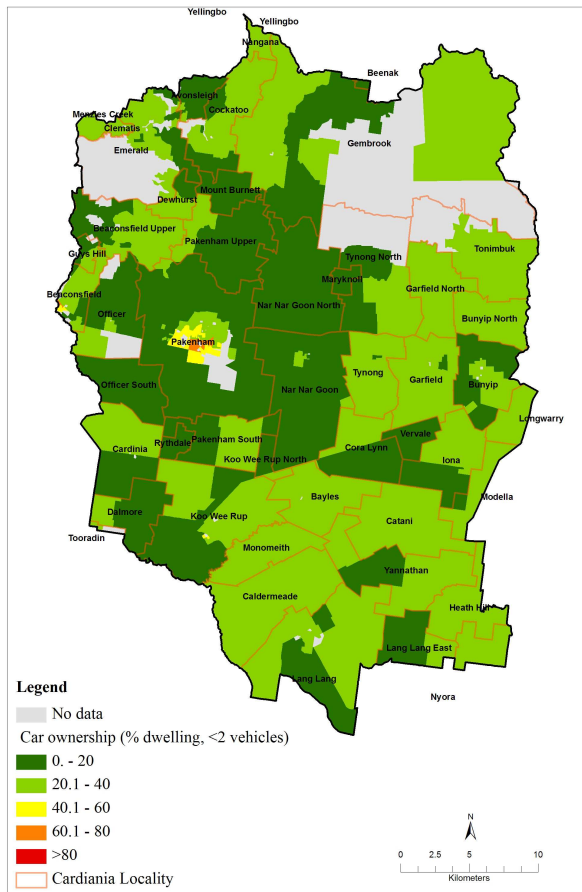 Yellingbo
Yellingbo
Nangana
Beenak
Avonsleigh
Cockatoo
Menzies Creek
Clematis
Gembrook
Emerald
Mount Burnett
Dewhurst
Beaconsfield Upper
Pakenham Upper
Tonimbuk
Guys Hill
Tynong North
Maryknoll
Garfield North
Beaconsfield
Nar Nar Goon North
Officer
Bunyip North
Pakenham
Tynong
Garfield
Officer South
Nar Nar Goon
Bunyip
Longwarry
Vervale
Pakenham South
Rythdale
Cardinia
Cora Lynn
Koo Wee Rup North
Iona
Bayles
Modella
Dalmore
Koo Wee Rup
Catani
Tooradin
Monomeith
Yannathan
Caldermeade
Heath Hill
Lang Lang East
Lang Lang
Nyora
Legend
No data
Car ownership (% dwelling, <2 vehicles)
0. - 20
20.1 - 40
40.1 - 60
60.1 - 80
>80
Cardiania Locality
N
0 2.5 5 10
Kilometers